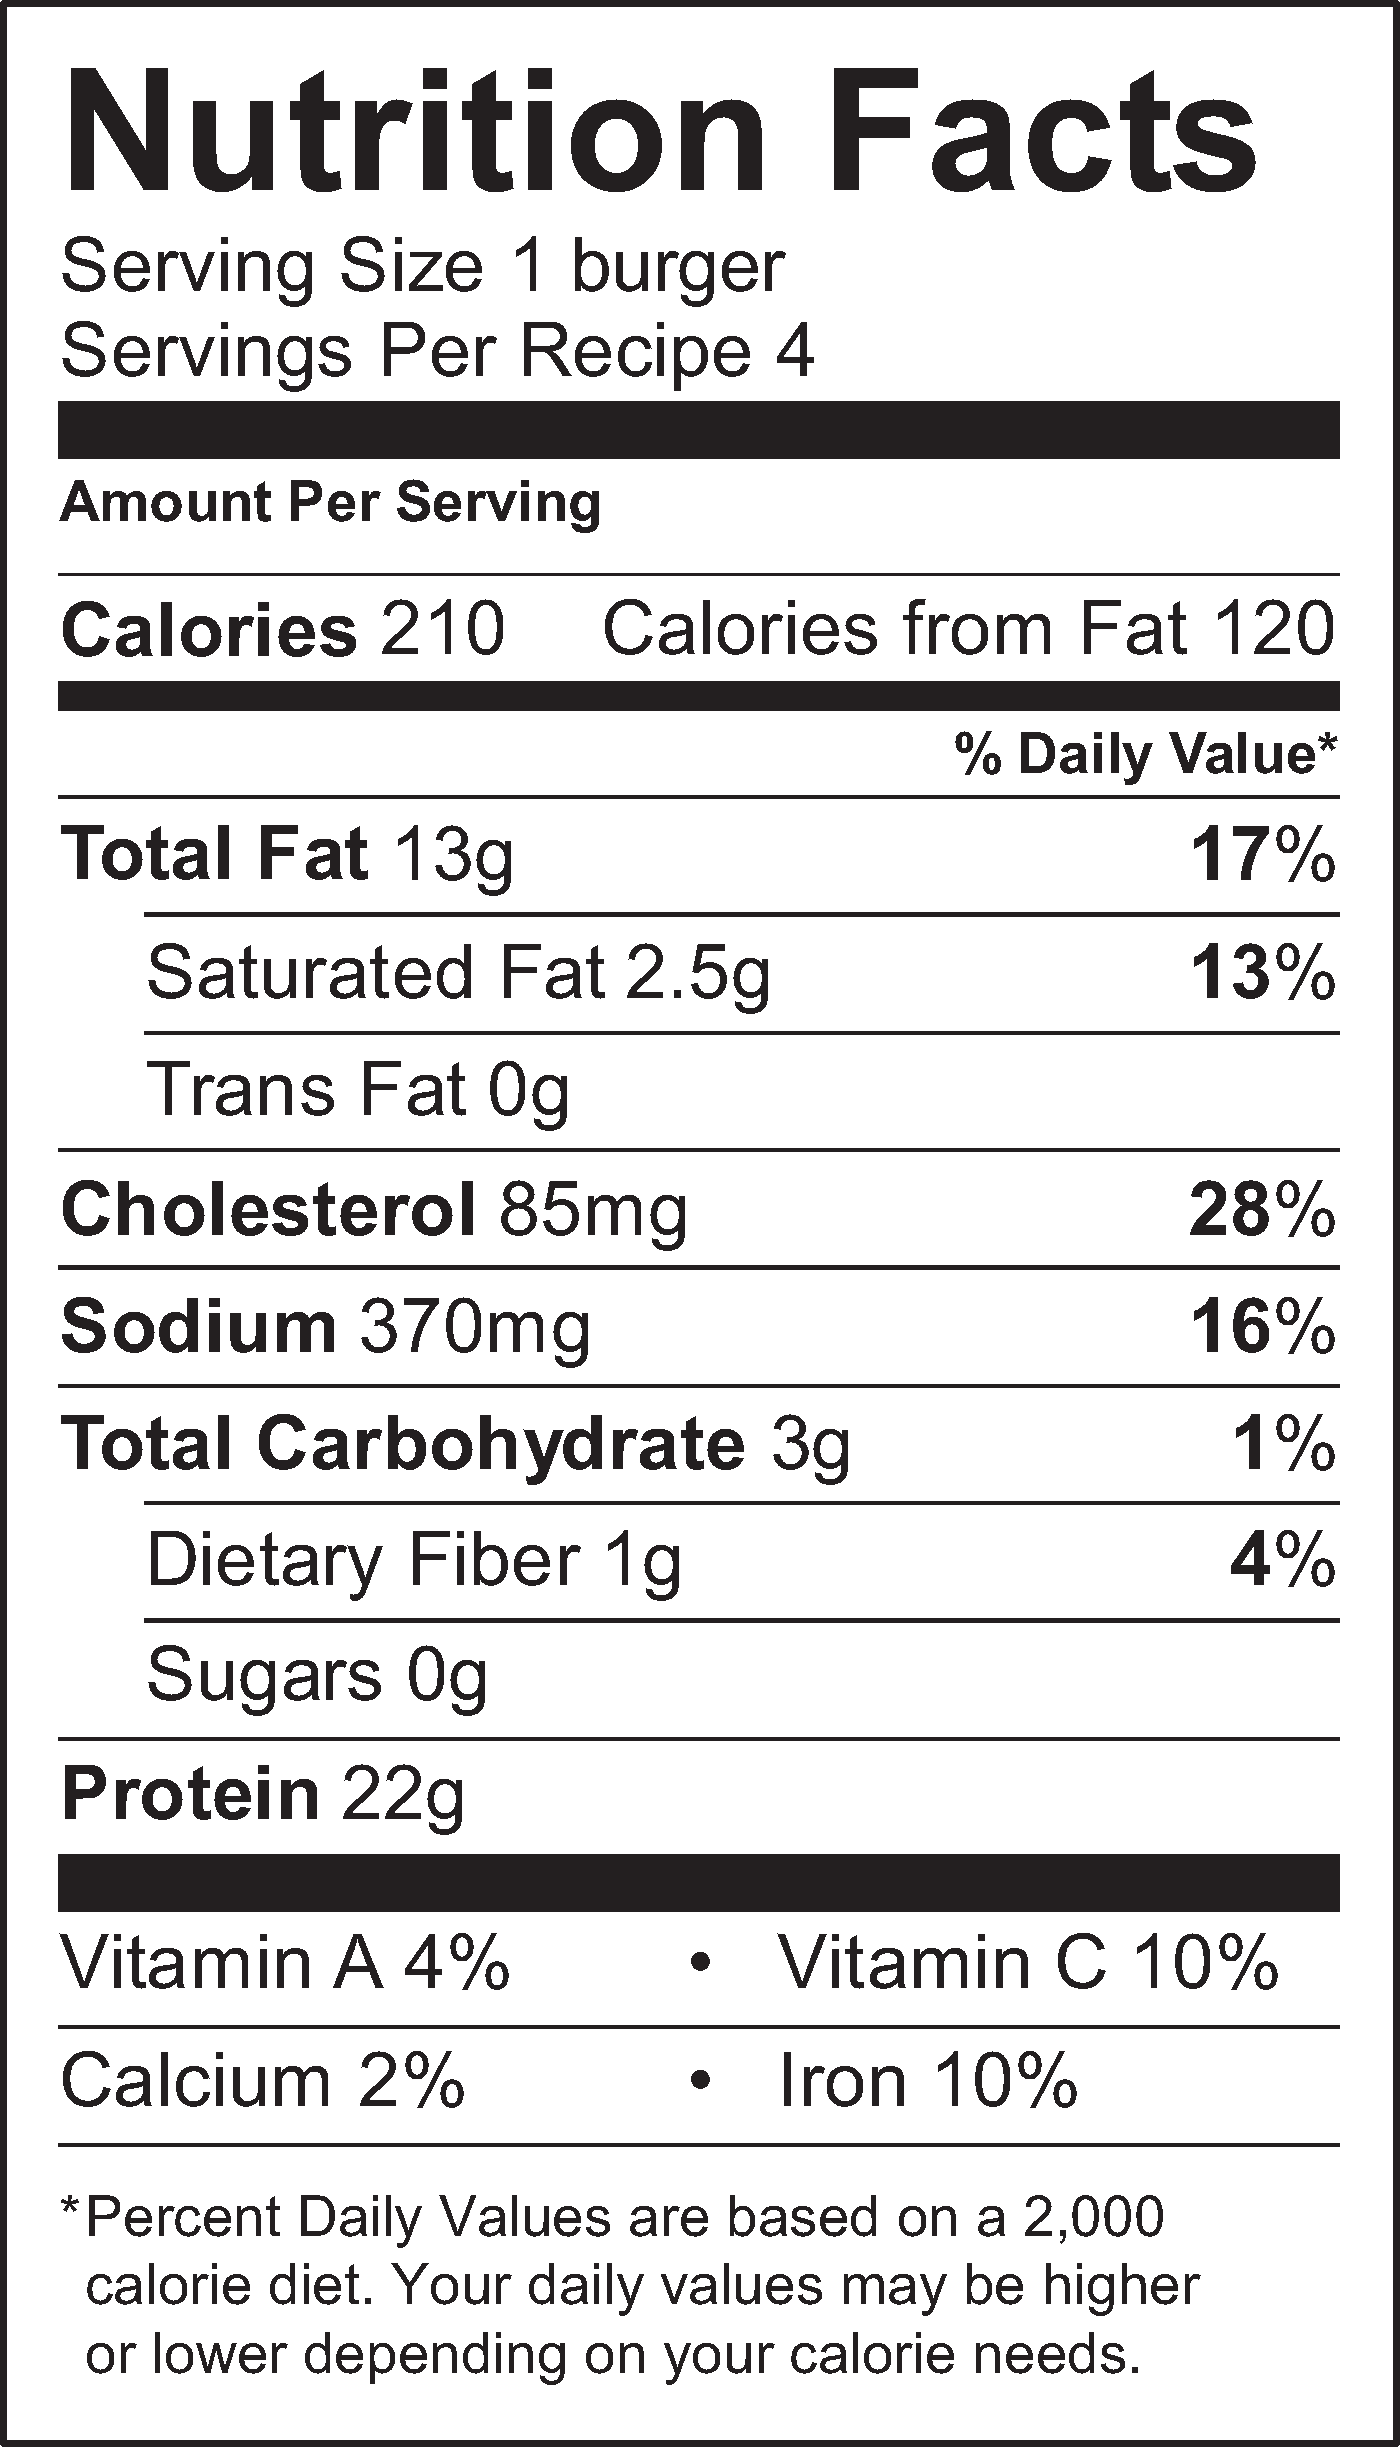 Nutrition Facts
Serving Size 1 burger
Servings Per Recipe 4
Amount Per Serving
Calories 210 Calories from Fat 120
% Daily Value*
Total Fat 13g 17%
Saturated Fat 2.5g 13%
Trans Fat 0g
Cholesterol 85mg 28%
Sodium 370mg 16%
Total Carbohydrate 3g 1%
Dietary Fiber 1g 4%
Sugars 0g
Protein 22g
Vitamin A 4% • Vitamin C 10%
Calcium 2% • Iron 10%
*Percent Daily Values are based on a 2,000
calorie diet. Your daily values may be higher
or lower depending on your calorie needs.